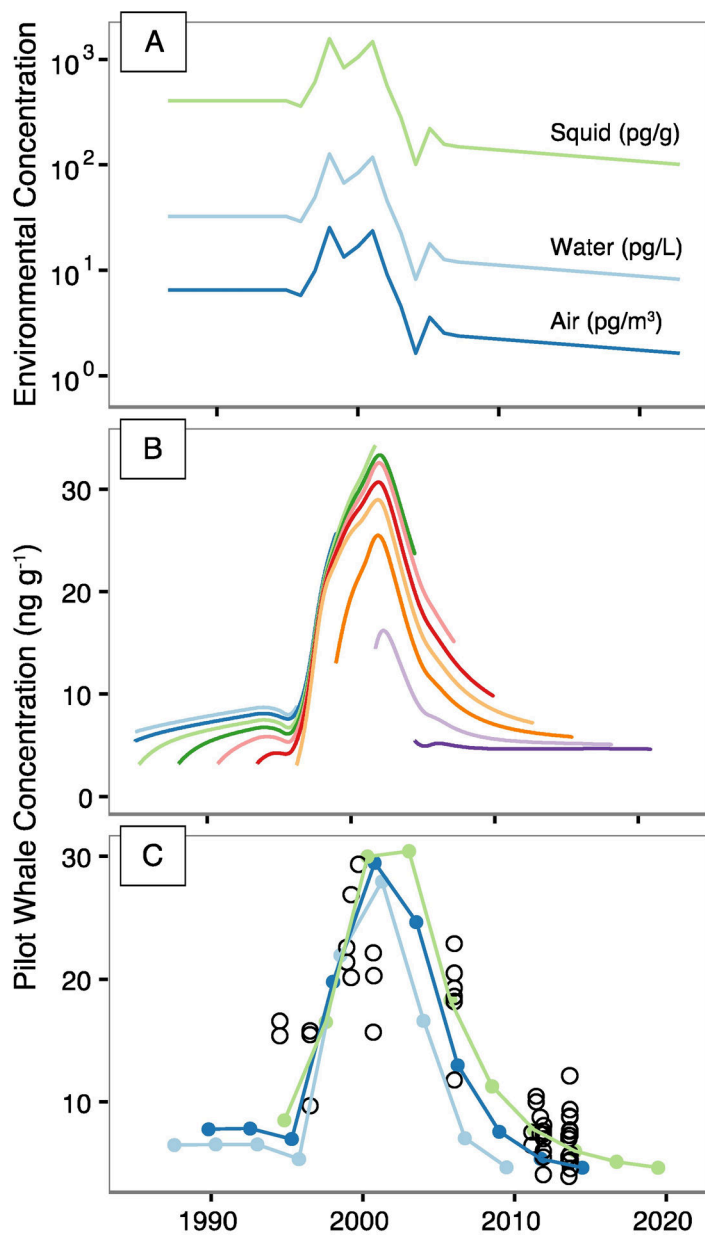 A
Environmental Concentration
10³
10²
10¹
10⁰
Squid (pg/g)
Water (pg/L)
Air (pg/m³)
B
Pilot Whale Concentration (ng g⁻¹)
30
20
10
0
C
30
20
10
1990 2000 2010 2020